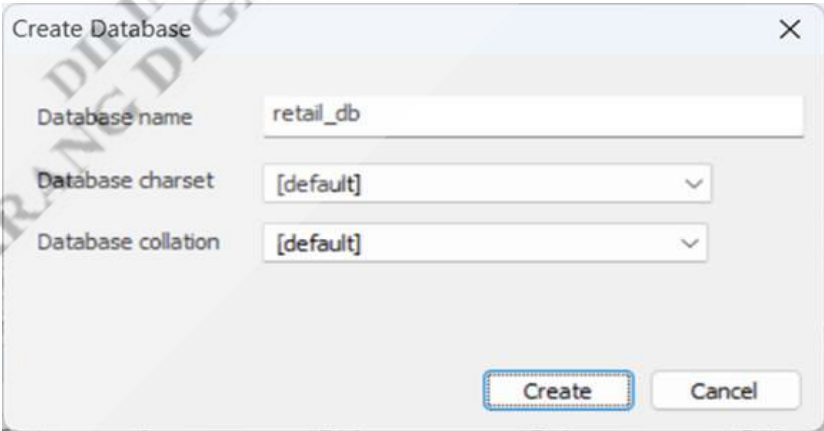 Create Database
Database name retail_db
Database charset [default]
Database collation [default]
Create Cancel